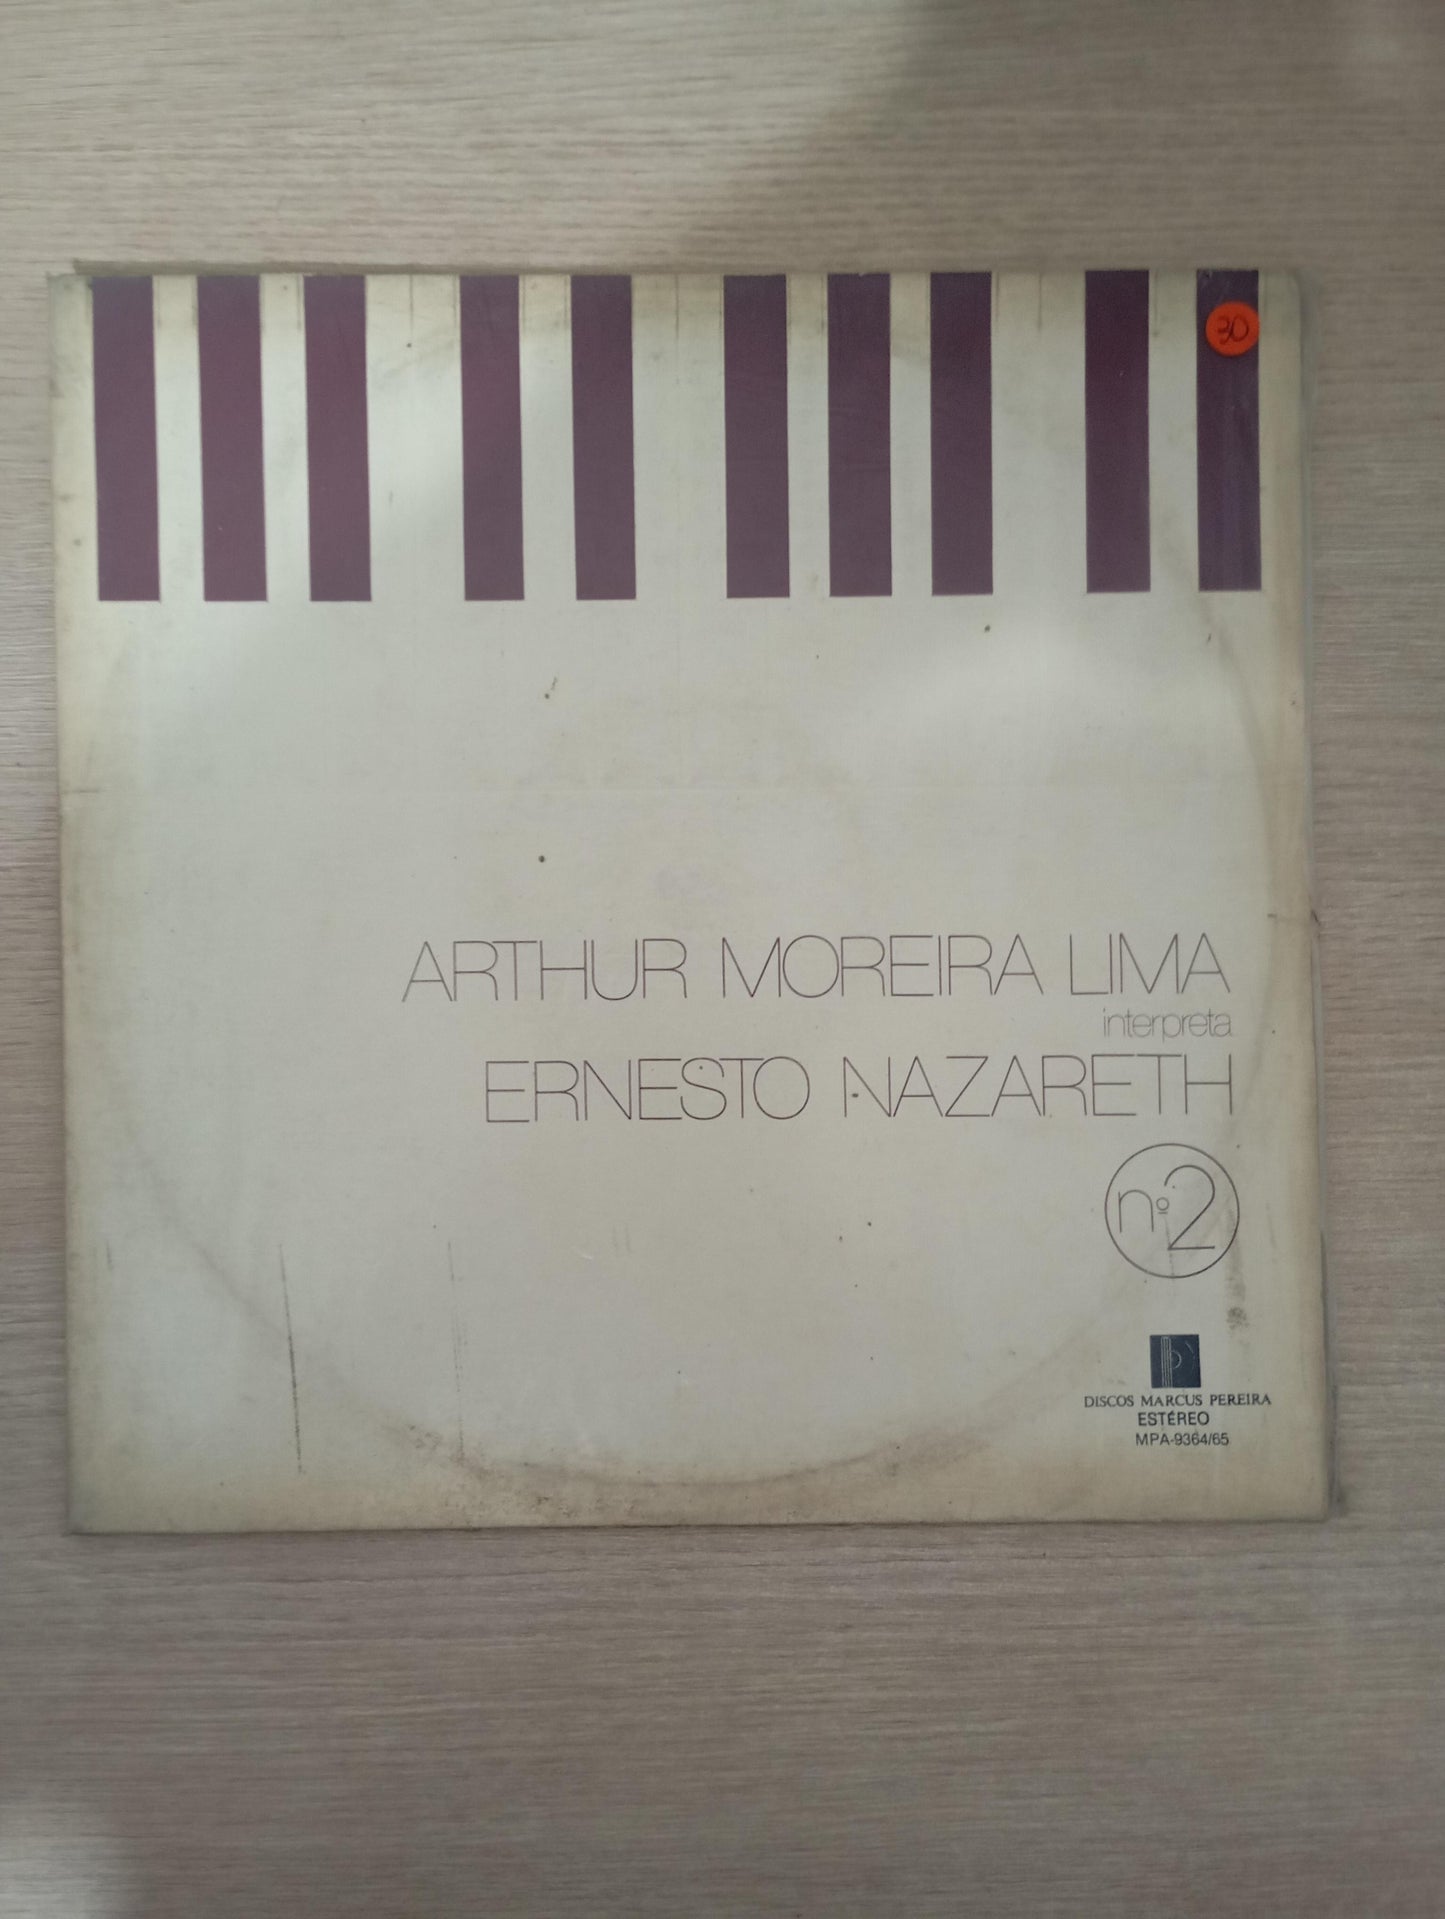 30
ARTHUR MOREIRA LIMA
interpreta
ERNESTO NAZARETH
nº2
DISCOS MARCUS PEREIRA
ESTÉREO
MPA-9364/65